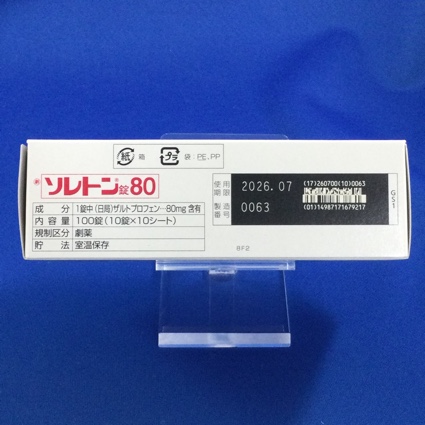 紙 箱 プラ 袋:PE,PP
ソレトン®錠80
成分 1錠中(日局)ザルトプロフェン…80mg含有
内容量 100錠(10錠×10シート)
規制区分 劇薬
貯法 室温保存
使用期限 2026.07
製造番号 0063
(17)260700(10)0063
(01)14987171679217
GS1
8F2